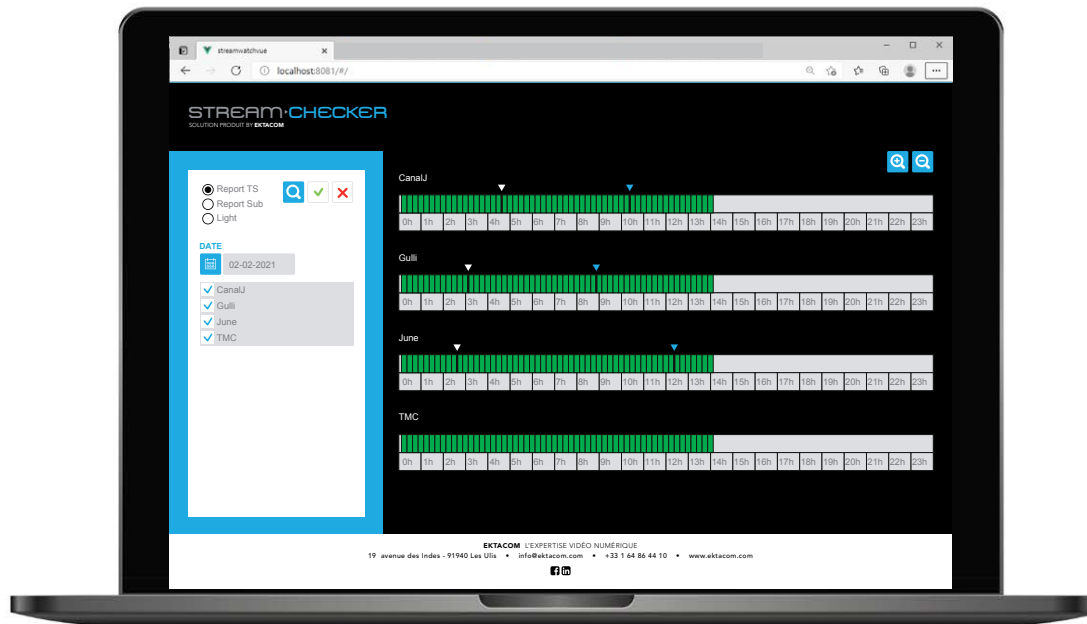 streamwatchvue
localhost:8081/#/
STREAM·CHECKER
SOLUTION PRODUIT BY EKTACOM
Report TS
Report Sub
Light
DATE
02-02-2021
CanalJ
Gulli
June
TMC
CanalJ
0h 1h 2h 3h 4h 5h 6h 7h 8h 9h 10h 11h 12h 13h 14h 15h 16h 17h 18h 19h 20h 21h 22h 23h
Gulli
0h 1h 2h 3h 4h 5h 6h 7h 8h 9h 10h 11h 12h 13h 14h 15h 16h 17h 18h 19h 20h 21h 22h 23h
June
0h 1h 2h 3h 4h 5h 6h 7h 8h 9h 10h 11h 12h 13h 14h 15h 16h 17h 18h 19h 20h 21h 22h 23h
TMC
0h 1h 2h 3h 4h 5h 6h 7h 8h 9h 10h 11h 12h 13h 14h 15h 16h 17h 18h 19h 20h 21h 22h 23h
EKTACOM L'EXPERTISE VIDÉO NUMÉRIQUE
19 avenue des Indes - 91940 Les Ulis • info@ektacom.com • +33 1 64 86 44 10 • www.ektacom.com